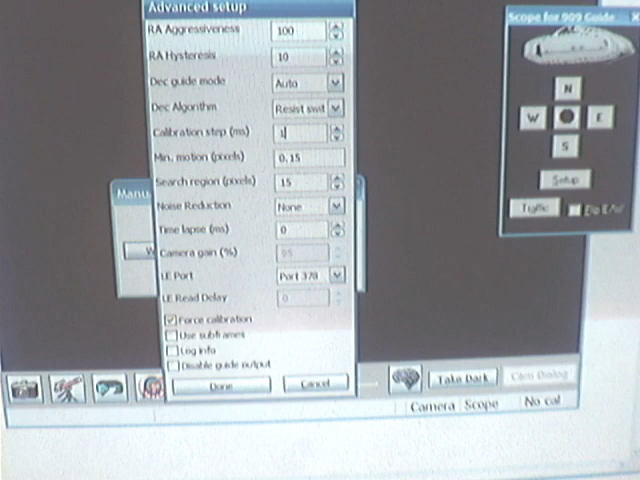 Advanced setup
RA Aggressiveness 100
RA Hysteresis 10
Dec guide mode Auto
Dec Algorithm Resist swit
Calibration step (ms) 1
Min. motion (pixels) 0.15
Search region (pixels) 15
Noise Reduction None
Time lapse (ms) 0
Camera gain (%) 95
LE Port Port 378
LE Read Delay 0
Force calibration
Use subframes
Log info
Disable guide output
Done Cancel
Manu
W
Scope for 909 Guide
N
W E
S
Setup
Traffic
Take Dark Cam Dialog
Camera Scope No cal